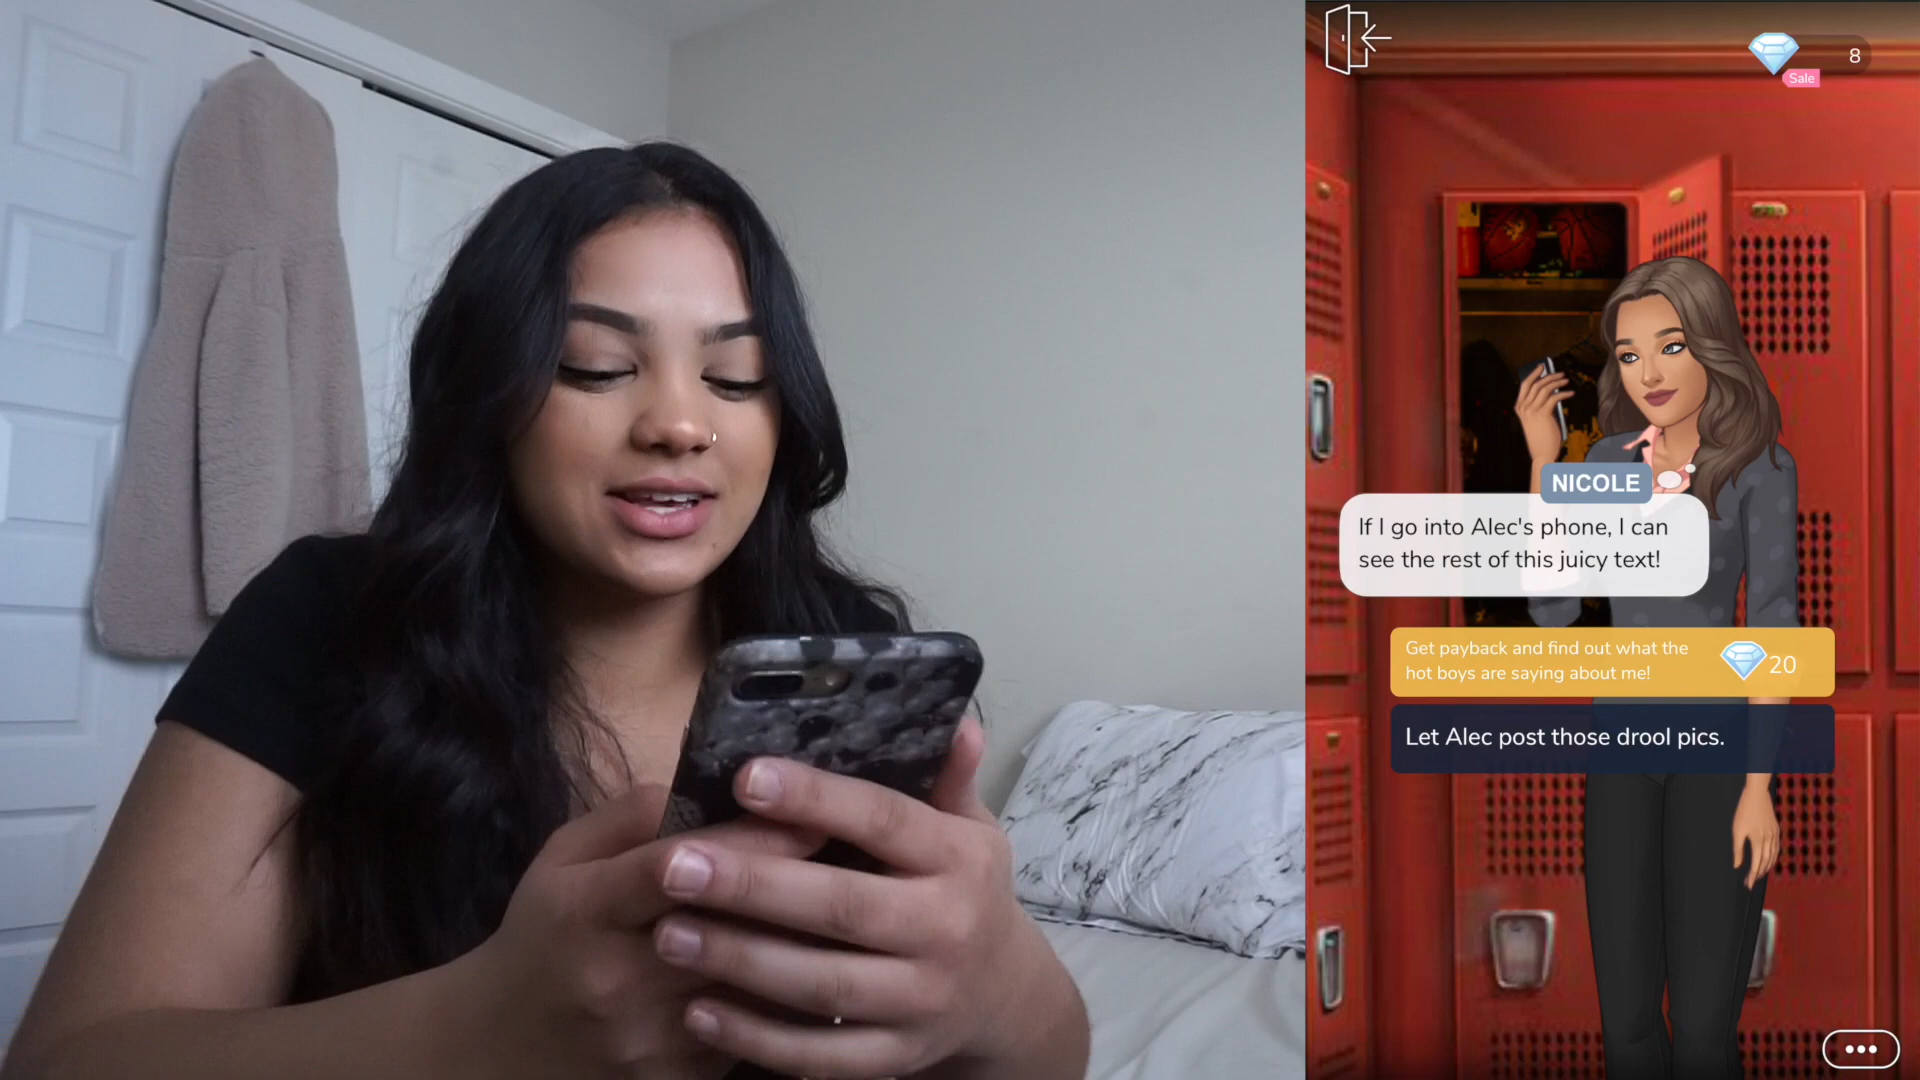 8
Sale
NICOLE
If I go into Alec's phone, I can
see the rest of this juicy text!
Get payback and find out what the
hot boys are saying about me!
20
Let Alec post those drool pics.